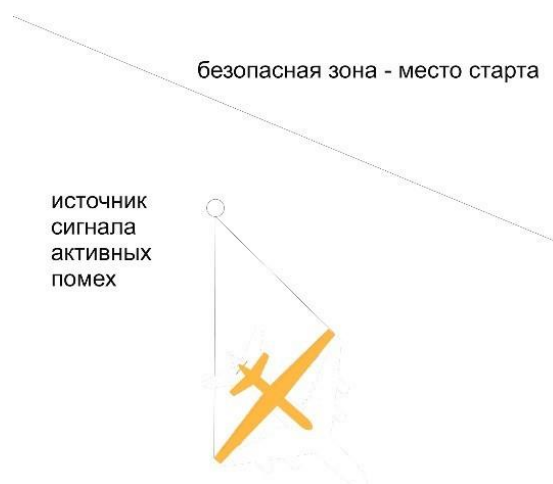 безопасная зона - место старта
источник
сигнала
активных
помех